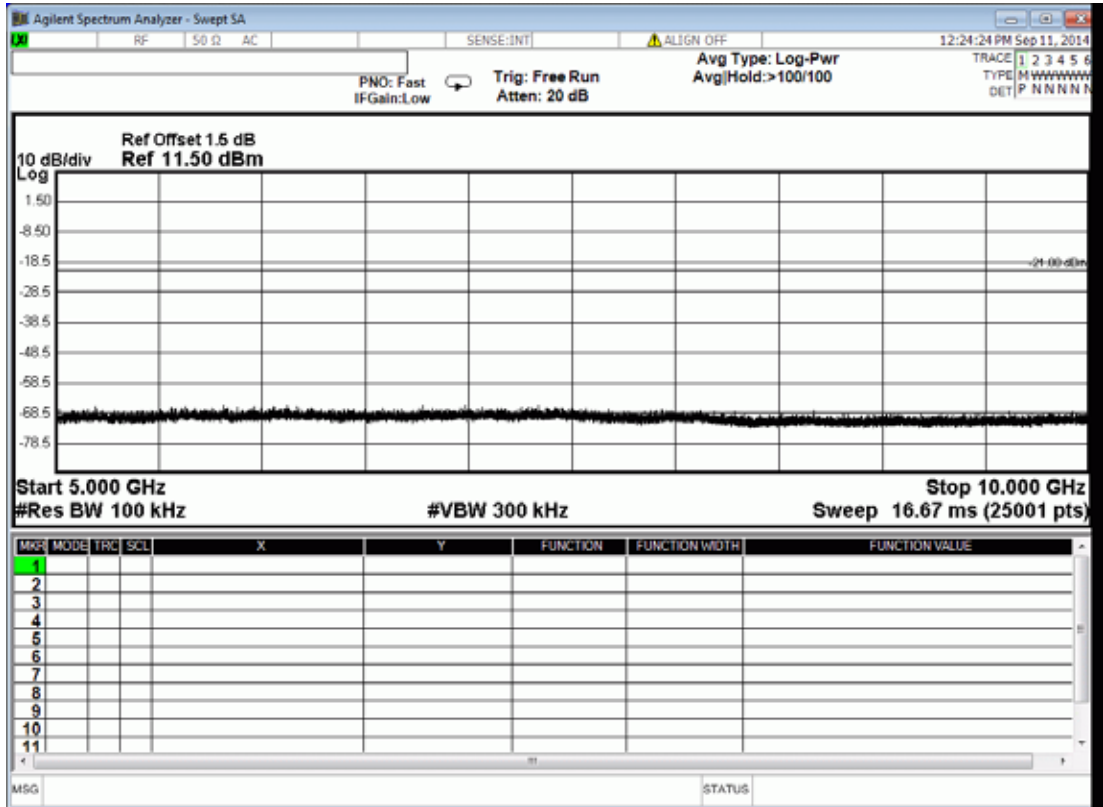 Agilent Spectrum Analyzer - Swept SA
LXI RF 50 Ω AC SENSE:INT ALIGN OFF 12:24:24 PM Sep 11, 2014
Avg Type: Log-Pwr TRACE 1 2 3 4 5 6
PNO: Fast Trig: Free Run Avg|Hold:>100/100 TYPE M W W W W W
IFGain:Low Atten: 20 dB DET P N N N N N
Ref Offset 1.5 dB
10 dB/div Ref 11.50 dBm
Log
1.50
-8.50
-18.5
-21.00 dBm
-28.5
-38.5
-48.5
-58.5
-68.5
-78.5
Start 5.000 GHz Stop 10.000 GHz
#Res BW 100 kHz #VBW 300 kHz Sweep 16.67 ms (25001 pts)
MKR MODE TRC SCL X Y FUNCTION FUNCTION WIDTH FUNCTION VALUE
1
2
3
4
5
6
7
8
9
10
11
MSG STATUS